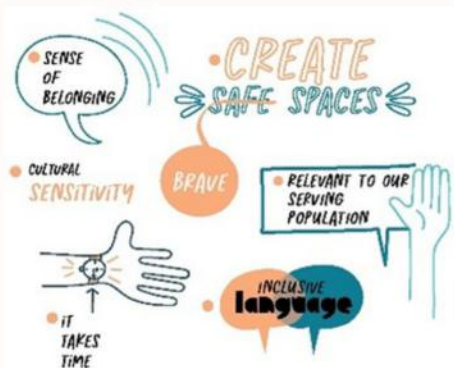 SENSE
OF
BELONGING
CREATE
SAFE SPACES
BRAVE
CULTURAL
SENSITIVITY
RELEVANT TO OUR
SERVING
POPULATION
IT
TAKES
TIME
INCLUSIVE
language